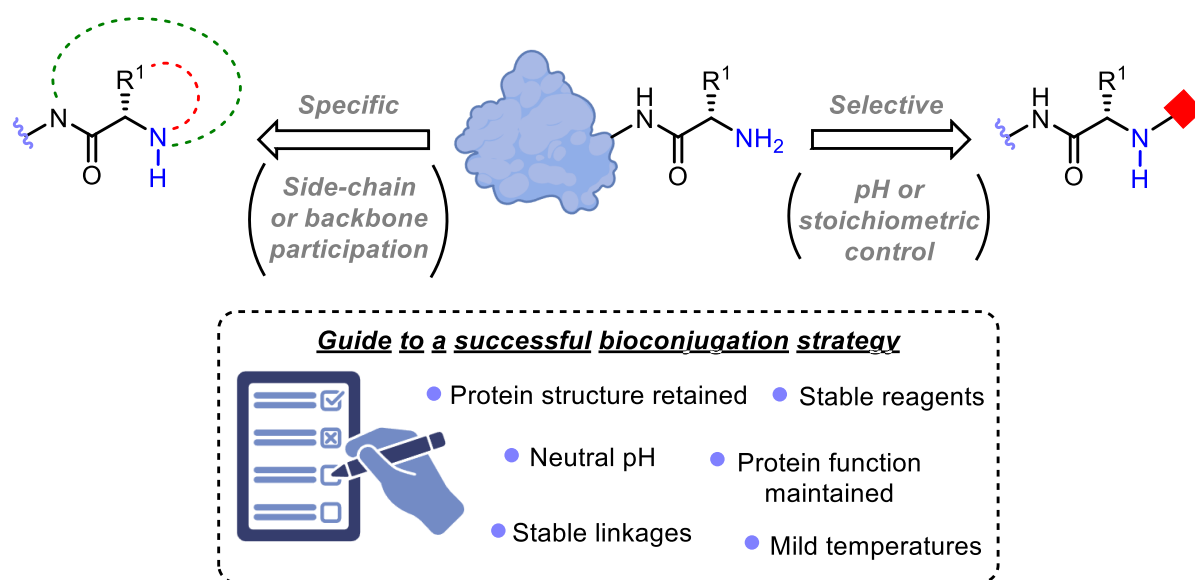 Specific
Side-chain
or backbone
participation
Selective
pH or
stoichiometric
control
R¹
N
O
N
H
R¹
H
N
O
NH₂
R¹
H
N
O
N
H
Guide to a successful bioconjugation strategy
Protein structure retained
Stable reagents
Neutral pH
Protein function
maintained
Stable linkages
Mild temperatures